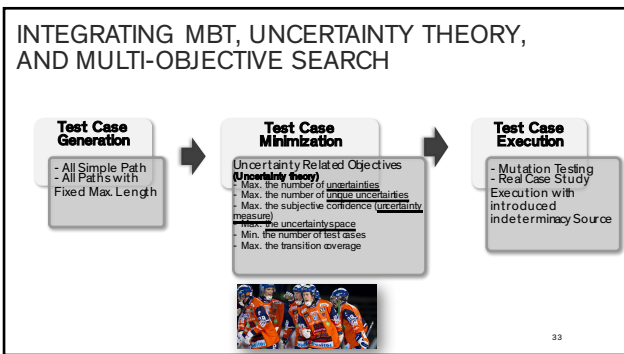 INTEGRATING MBT, UNCERTAINTY THEORY,
AND MULTI-OBJECTIVE SEARCH
Test Case
Generation
- All Simple Path
- All Paths with
Fixed Max. Length
Test Case
Minimization
Uncertainty Related Objectives
(Uncertainty theory)
- Max. the number of uncertainties
- Max. the number of unique uncertainties
- Max. the subjective confidence (uncertainty
measure)
- Max. the uncertainty space
- Min. the number of test cases
- Max. the transition coverage
Test Case
Execution
- Mutation Testing
- Real Case Study
Execution with
introduced
indeterminacy Source
33